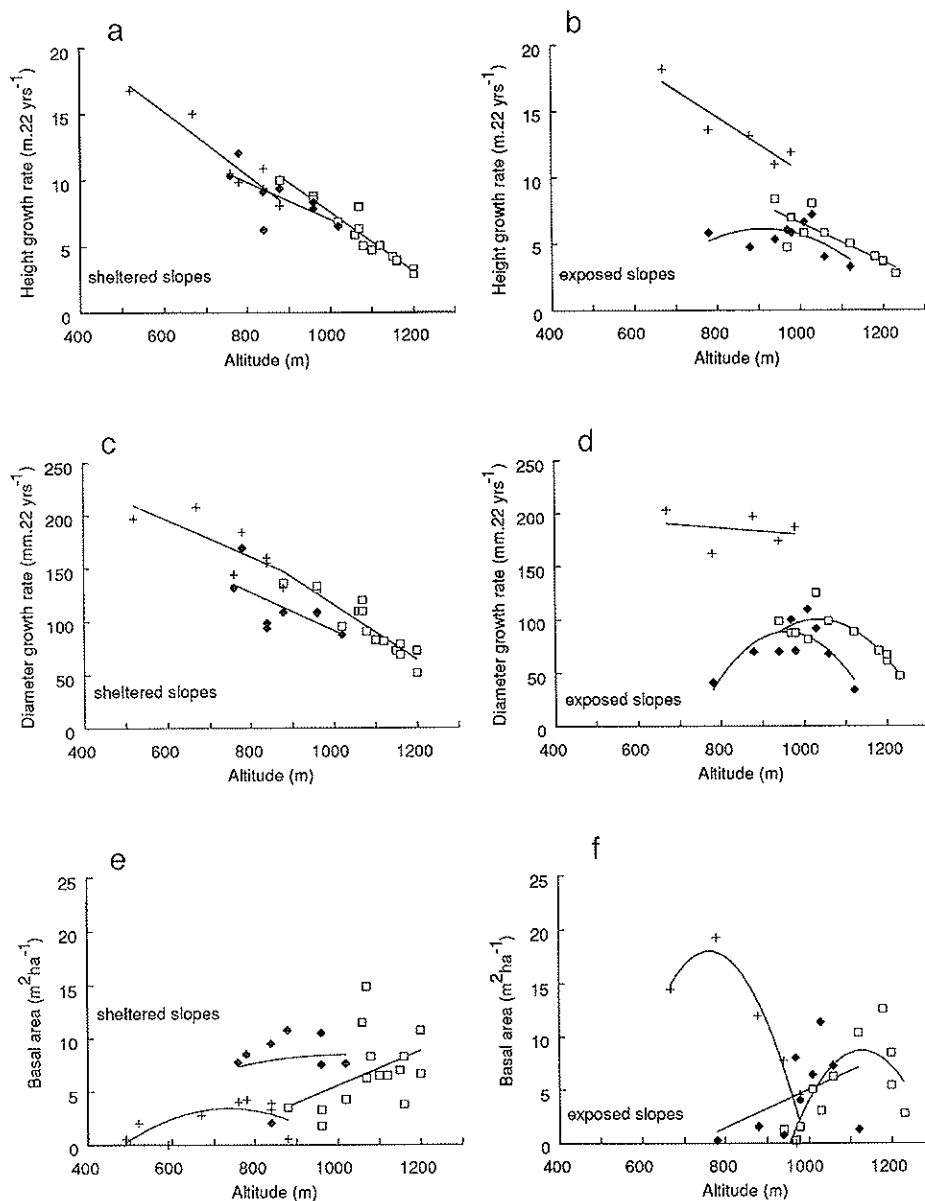 a
Height growth rate (m.22 yrs-1)
20
15
10
5
0
sheltered slopes
400 600 800 1000 1200
Altitude (m)
b
Height growth rate (m.22 yrs-1)
20
15
10
5
0
exposed slopes
400 600 800 1000 1200
Altitude (m)
c
Diameter growth rate (mm.22 yrs-1)
250
200
150
100
50
0
sheltered slopes
400 600 800 1000 1200
Altitude (m)
d
Diameter growth rate (mm.22 yrs-1)
250
200
150
100
50
0
exposed slopes
400 600 800 1000 1200
Altitude (m)
e
Basal area (m2ha-1)
25
20
15
10
5
0
sheltered slopes
400 600 800 1000 1200
Altitude (m)
f
Basal area (m2ha-1)
25
20
15
10
5
0
exposed slopes
400 600 800 1000 1200
Altitude (m)